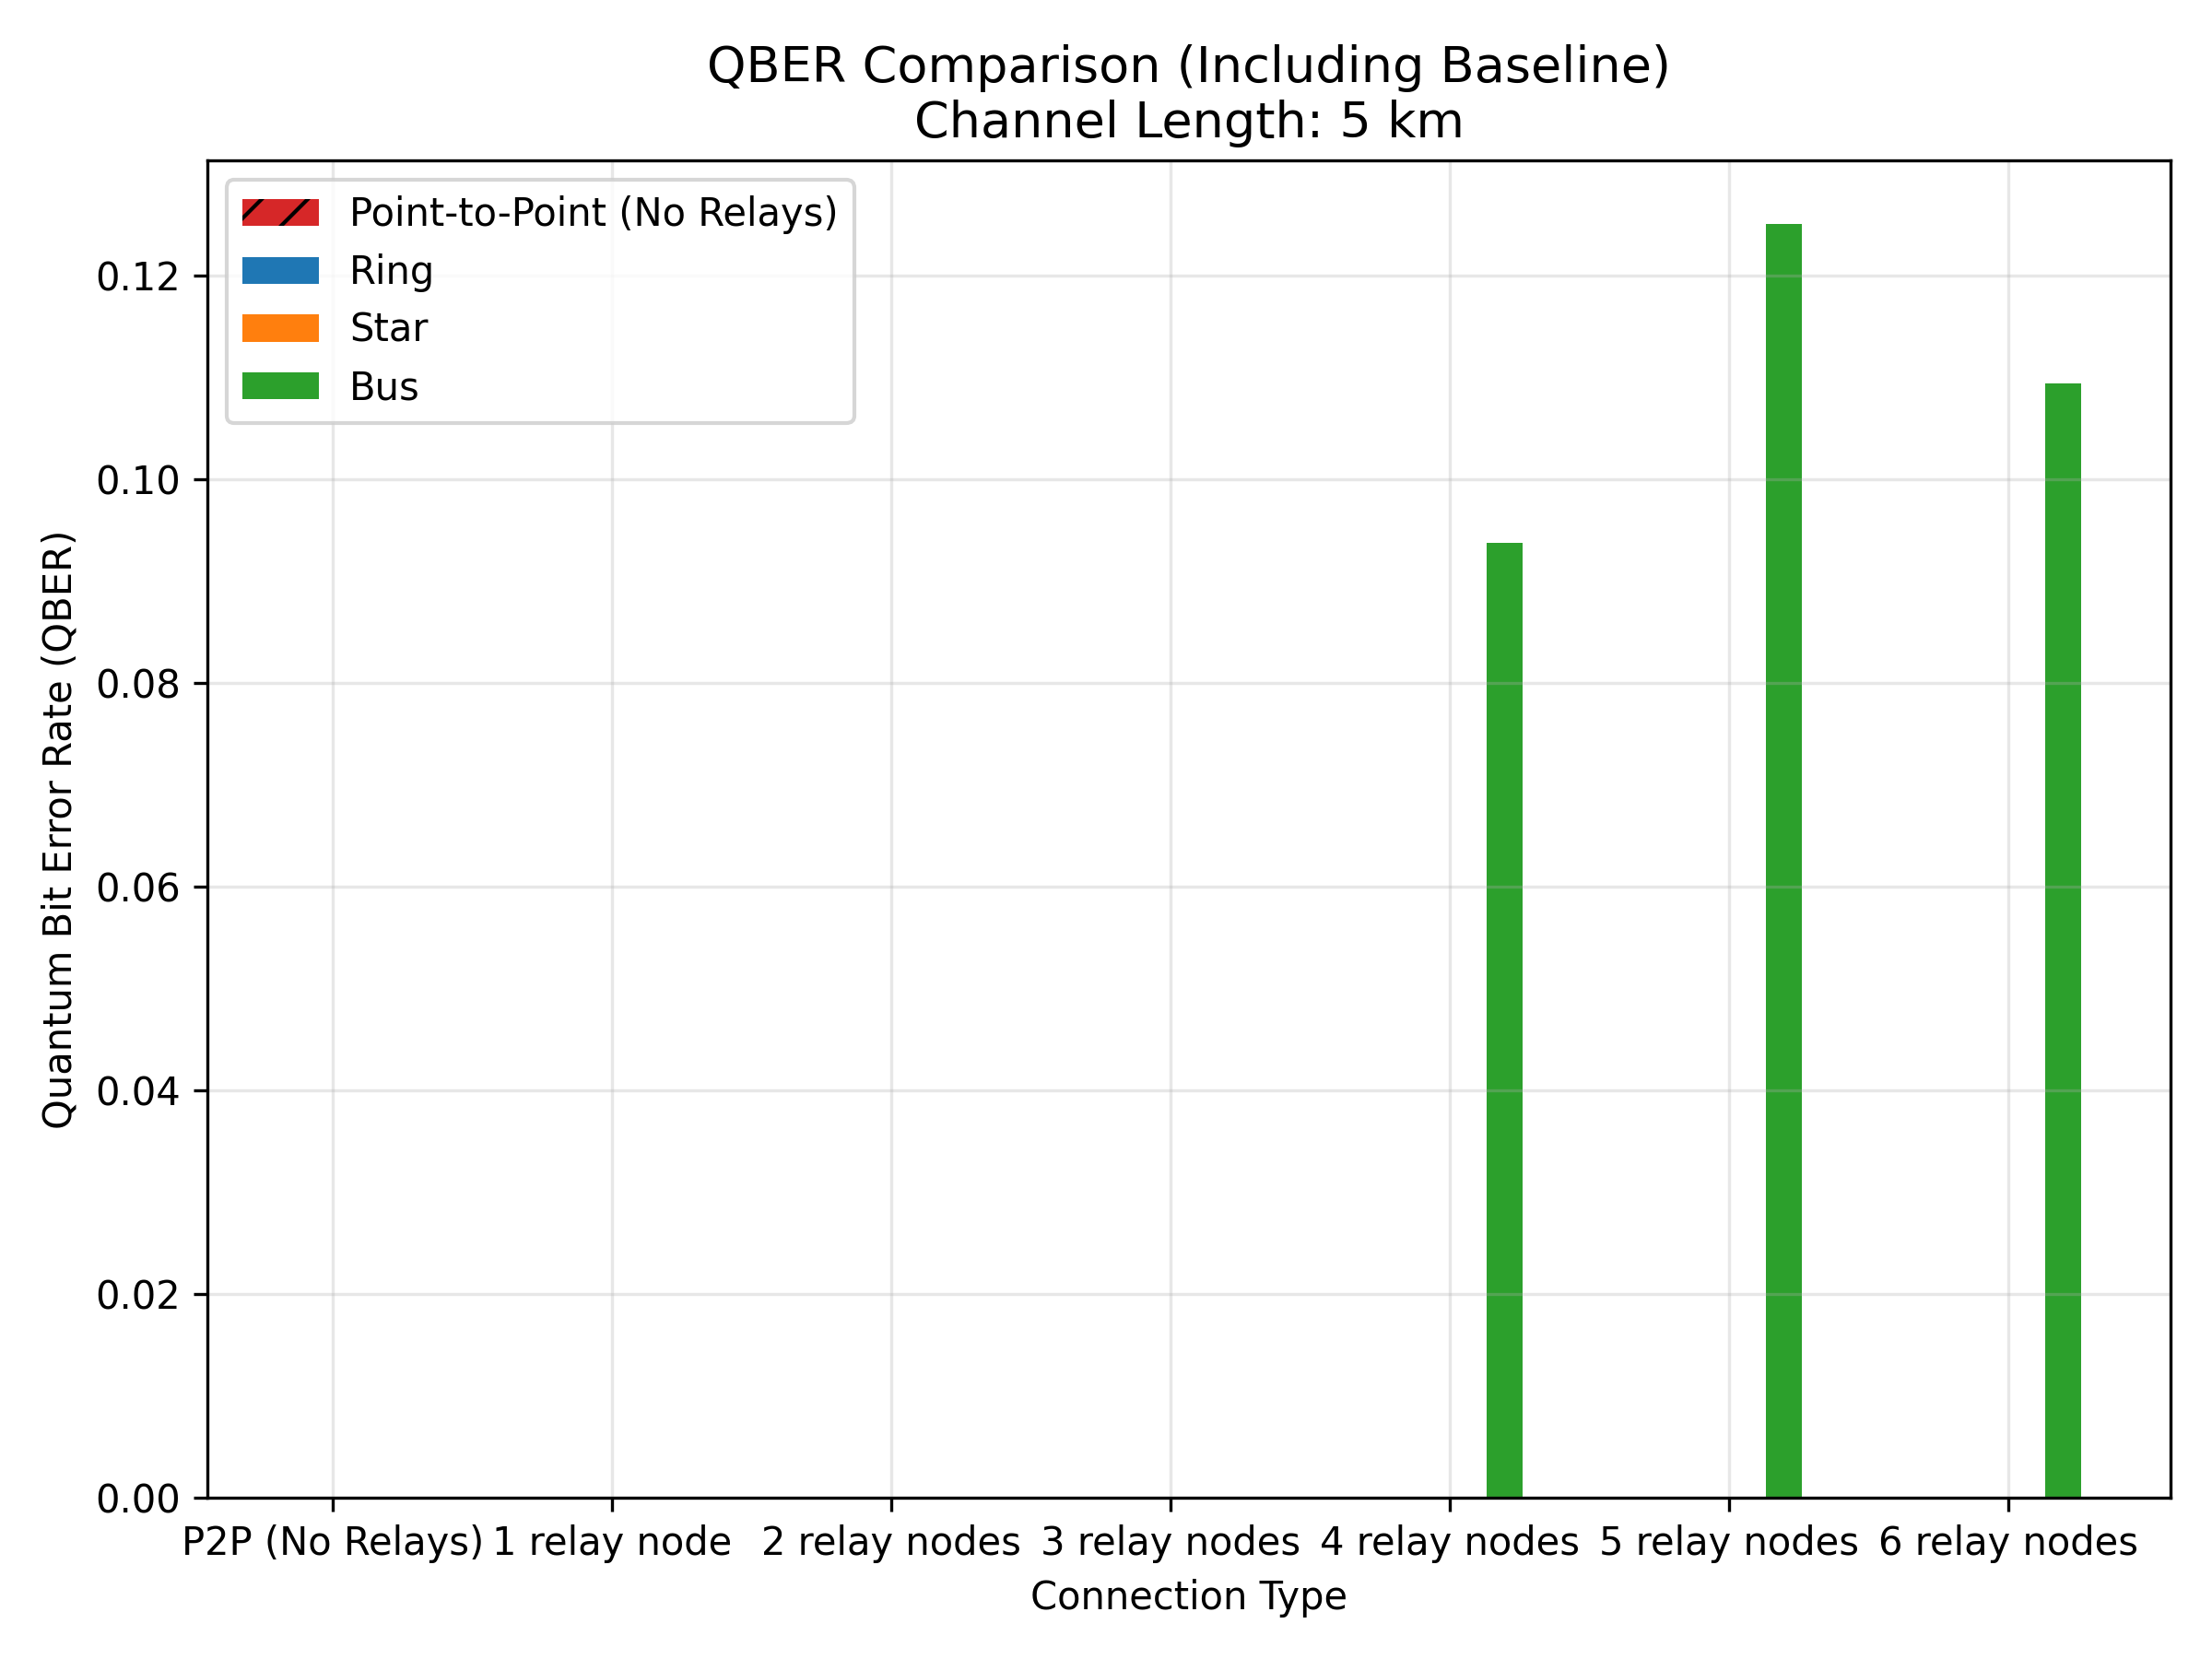 QBER Comparison (Including Baseline)
Channel Length: 5 km
Point-to-Point (No Relays)
Ring
Star
Bus
Quantum Bit Error Rate (QBER)
0.12
0.10
0.08
0.06
0.04
0.02
0.00
P2P (No Relays) 1 relay node 2 relay nodes 3 relay nodes 4 relay nodes 5 relay nodes 6 relay nodes
Connection Type